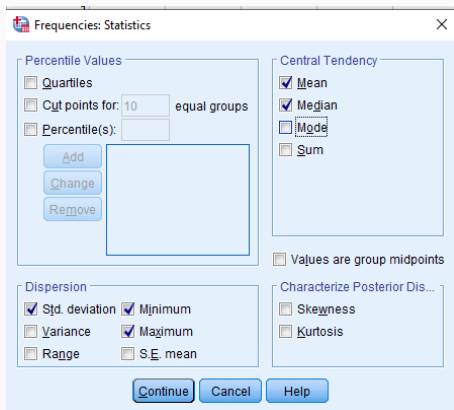 Frequencies: Statistics
Percentile Values
Quartiles
Cut points for: 10 equal groups
Percentile(s):
Add
Change
Remove
Central Tendency
Mean
Median
Mode
Sum
Values are group midpoints
Dispersion
Std. deviation Minimum
Variance Maximum
Range S.E. mean
Characterize Posterior Dis...
Skewness
Kurtosis
Continue Cancel Help